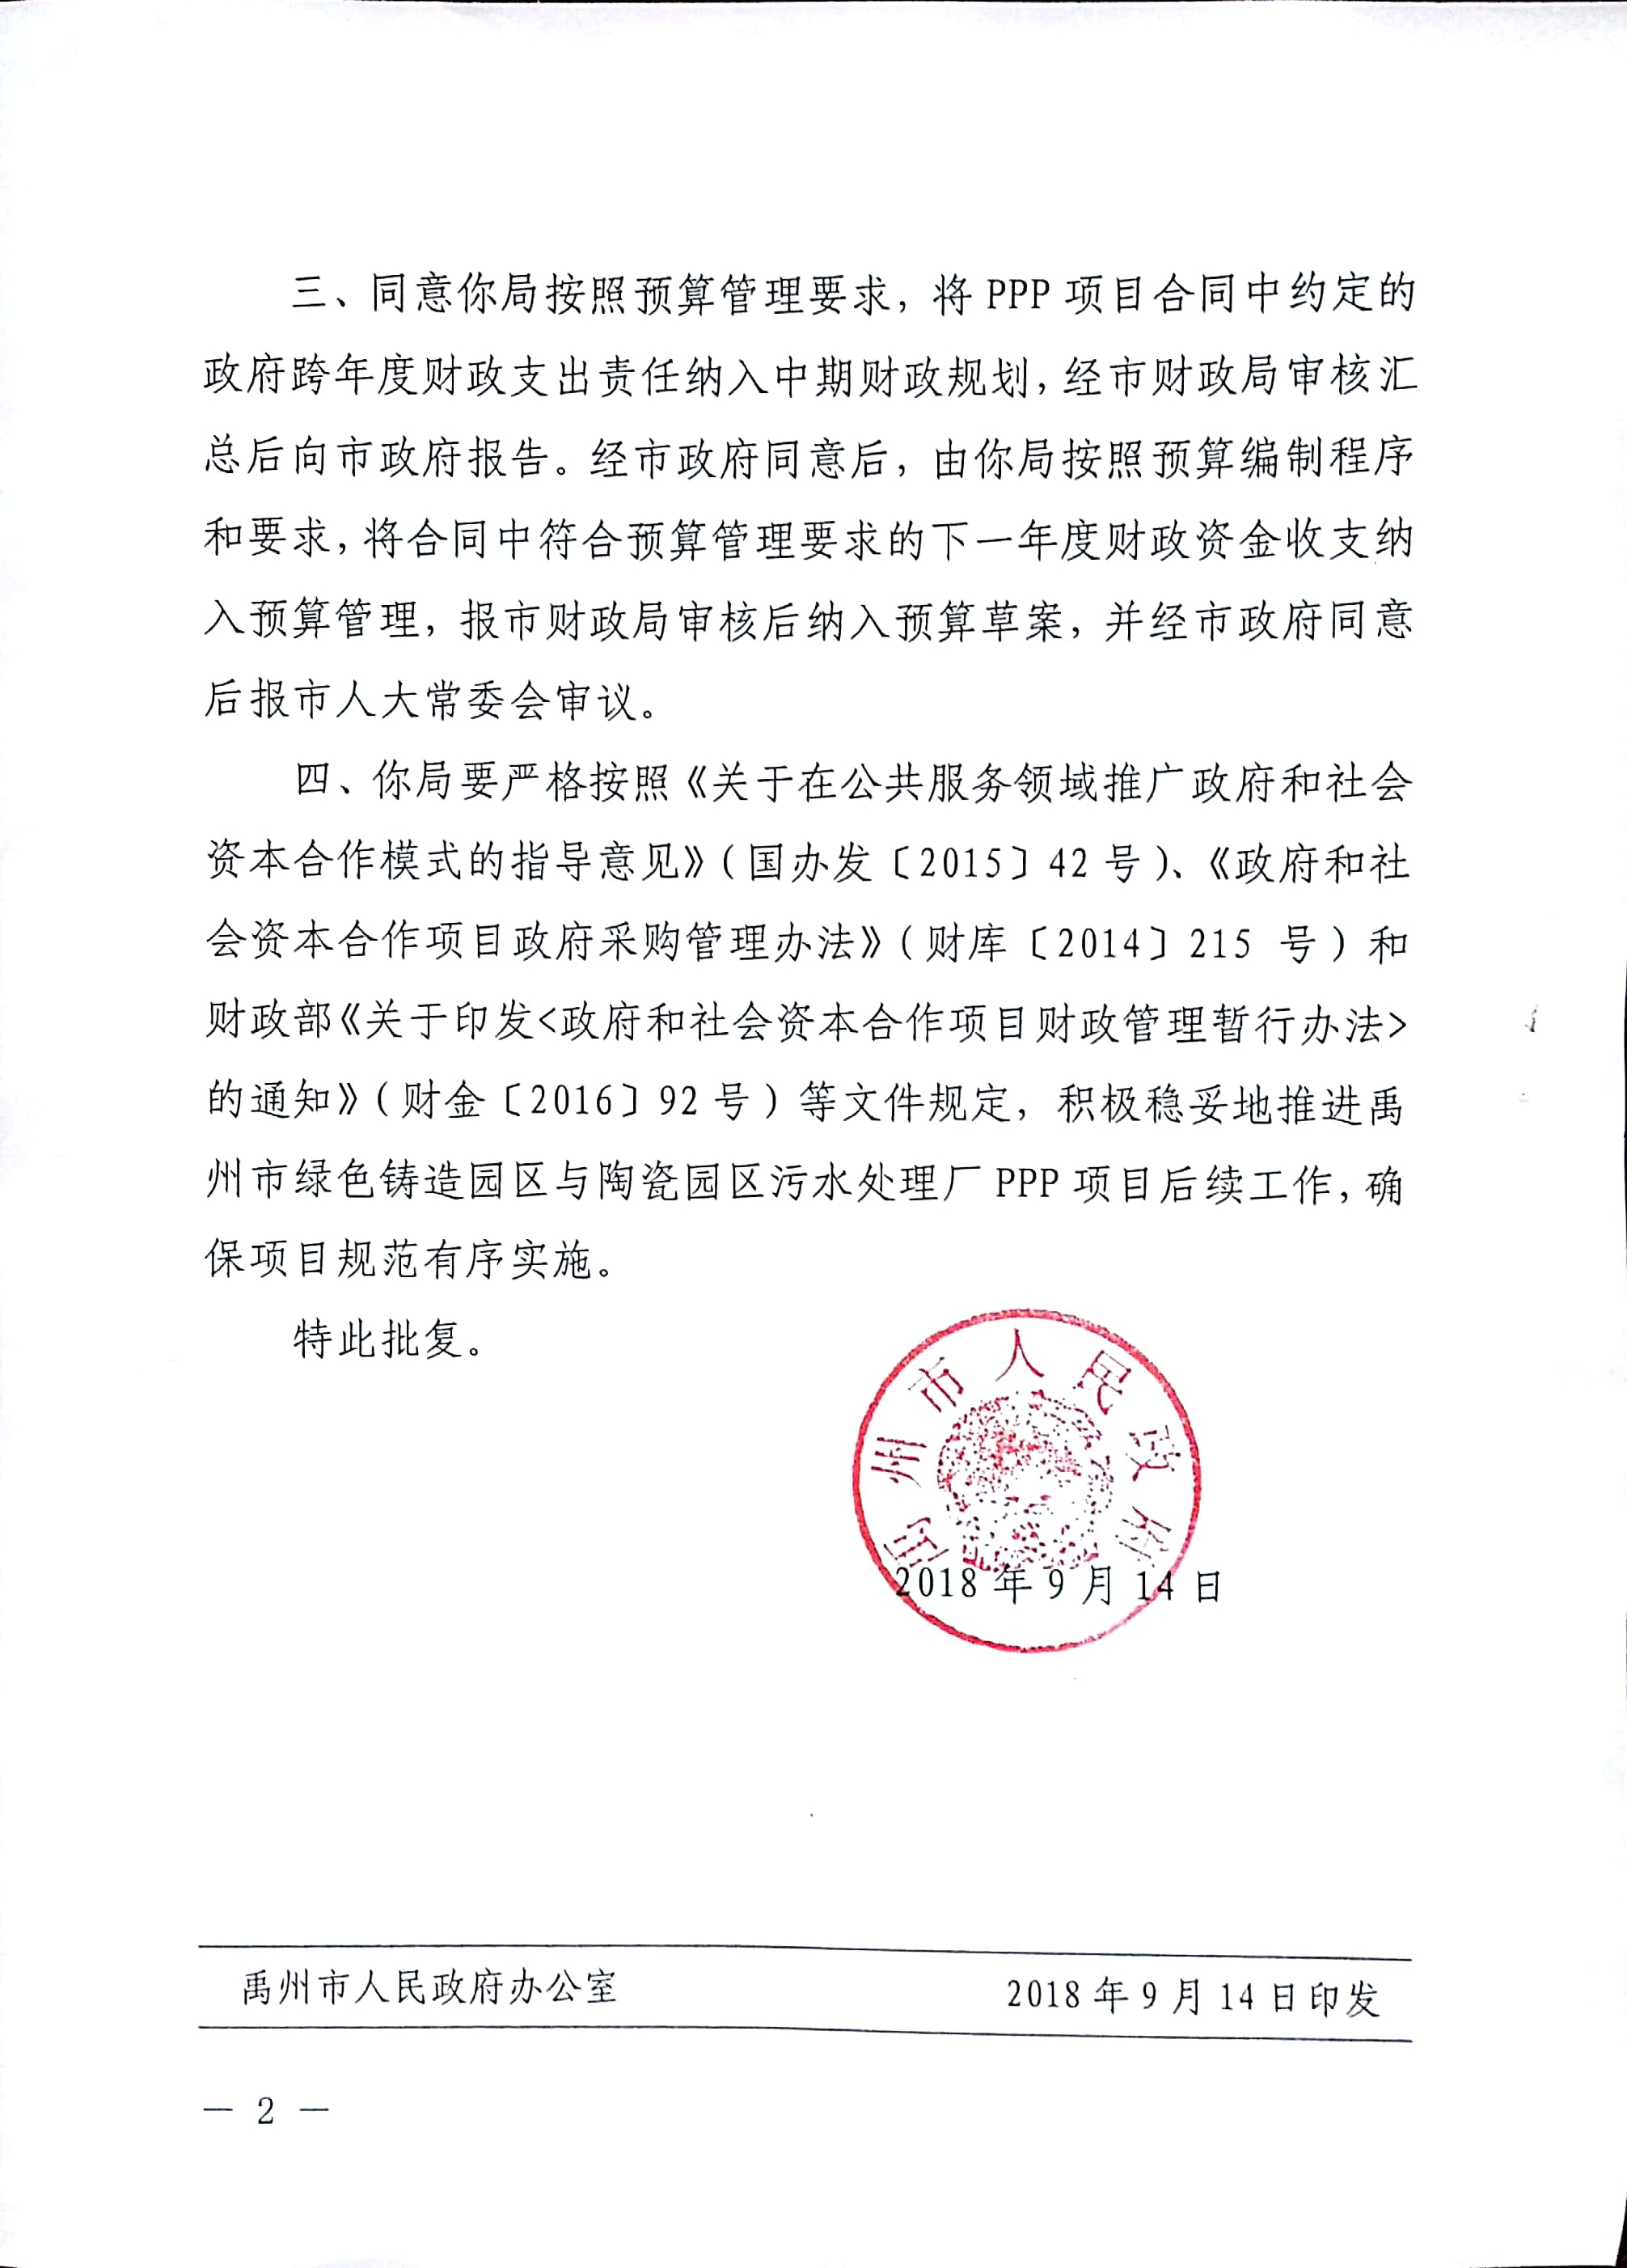 三、同意你局按照预算管理要求，将 PPP 项目合同中约定的
政府跨年度财政支出责任纳入中期财政规划，经市财政局审核汇
总后向市政府报告。经市政府同意后，由你局按照预算编制程序
和要求，将合同中符合预算管理要求的下一年度财政资金收支纳
入预算管理，报市财政局审核后纳入预算草案，并经市政府同意
后报市人大常委会审议。
四、你局要严格按照《关于在公共服务领域推广政府和社会
资本合作模式的指导意见》（国办发〔2015〕42 号）、《政府和社
会资本合作项目政府采购管理办法》（财库〔2014〕215 号）和
财政部《关于印发<政府和社会资本合作项目财政管理暂行办法>
的通知》（财金〔2016〕92 号）等文件规定，积极稳妥地推进禹
州市绿色铸造园区与陶瓷园区污水处理厂 PPP 项目后续工作，确
保项目规范有序实施。
特此批复。
禹州市人民政府
2018 年 9 月 14 日
禹州市人民政府办公室 2018 年 9 月 14 日印发
— 2 —